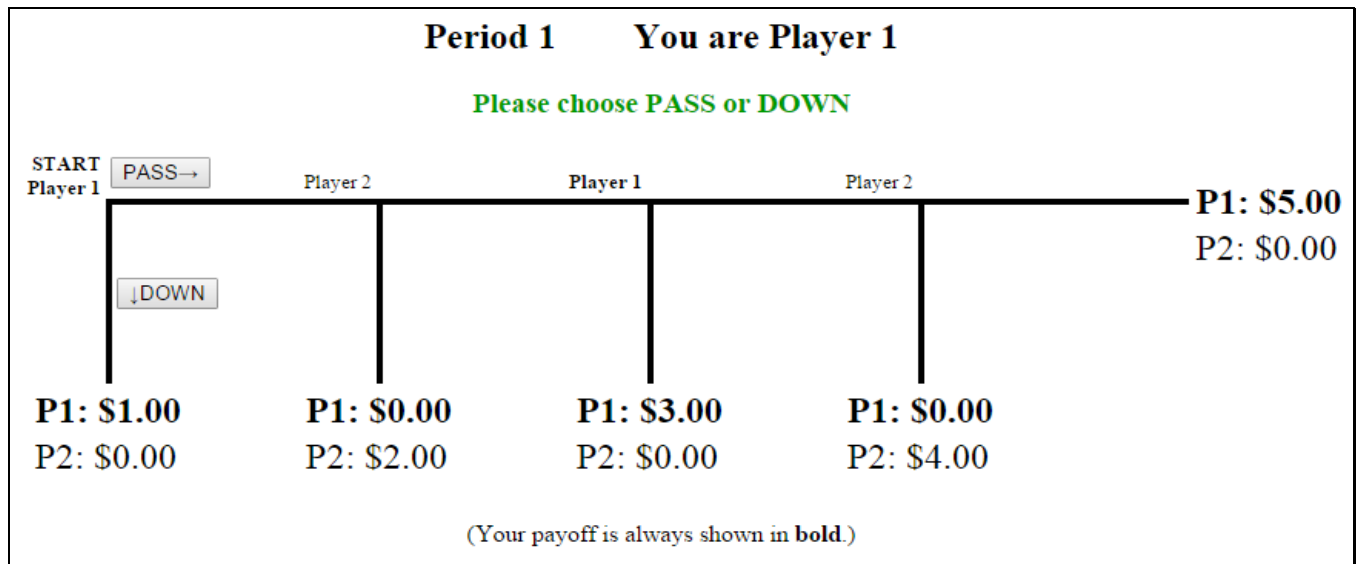 Period 1 You are Player 1
Please choose PASS or DOWN
START
Player 1
PASS→
Player 2
Player 1
Player 2
P1: $5.00
P2: $0.00
↓DOWN
P1: $1.00
P2: $0.00
P1: $0.00
P2: $2.00
P1: $3.00
P2: $0.00
P1: $0.00
P2: $4.00
(Your payoff is always shown in bold.)